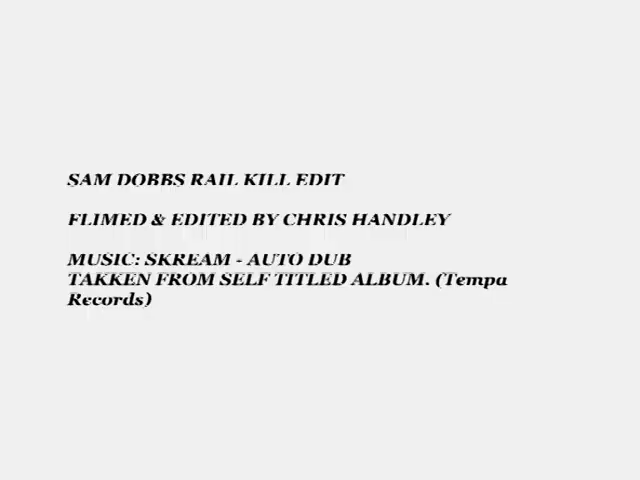 SAM DOBBS RAIL KILL EDIT
FLIMED & EDITED BY CHRIS HANDLEY
MUSIC: SKREAM - AUTO DUB
TAKKEN FROM SELF TITLED ALBUM. (Tempa
Records)